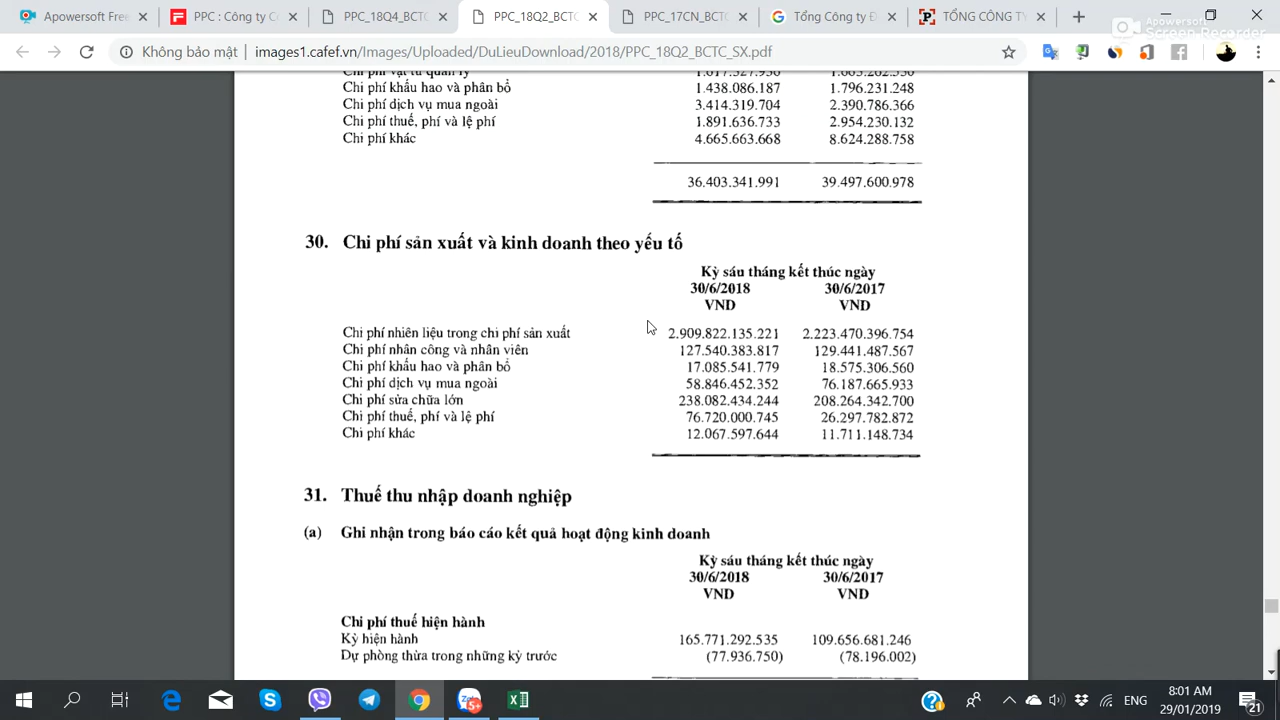 Apowersoft Free
PPC: Công ty C
PPC_18Q4_BCTC
PPC_18Q2_BCTC
PPC_17CN_BCTC
Tổng Công ty
TỔNG CÔNG TY
Apowersoft
Screen Recorder
Không bảo mật
images1.cafef.vn/Images/Uploaded/DuLieuDownload/2018/PPC_18Q2_BCTC_SX.pdf
Chi phí vật tư quản lý
Chi phí khấu hao và phân bổ 1.438.086.187 1.796.231.248
Chi phí dịch vụ mua ngoài 3.414.319.704 2.390.786.366
Chi phí thuế, phí và lệ phí 1.891.636.733 2.954.230.132
Chi phí khác 4.665.663.668 8.624.288.758
36.403.341.991 39.497.600.978
30. Chi phí sản xuất và kinh doanh theo yếu tố
Kỳ sáu tháng kết thúc ngày
30/6/2018 30/6/2017
VND VND
Chi phí nhiên liệu trong chi phí sản xuất 2.909.822.135.221 2.223.470.396.754
Chi phí nhân công và nhân viên 127.540.383.817 129.441.487.567
Chi phí khấu hao và phân bổ 17.085.541.779 18.575.306.560
Chi phí dịch vụ mua ngoài 58.846.452.352 76.187.665.933
Chi phí sửa chữa lớn 238.082.434.244 208.264.342.700
Chi phí thuế, phí và lệ phí 76.720.000.745 26.297.782.872
Chi phí khác 12.067.597.644 11.711.148.734
31. Thuế thu nhập doanh nghiệp
(a) Ghi nhận trong báo cáo kết quả hoạt động kinh doanh
Kỳ sáu tháng kết thúc ngày
30/6/2018 30/6/2017
VND VND
Chi phí thuế hiện hành
Kỳ hiện hành 165.771.292.535 109.656.681.246
Dự phòng thừa trong những kỳ trước (77.936.750) (78.196.002)
Zalo
5+
ENG
8:01 AM
29/01/2019
21